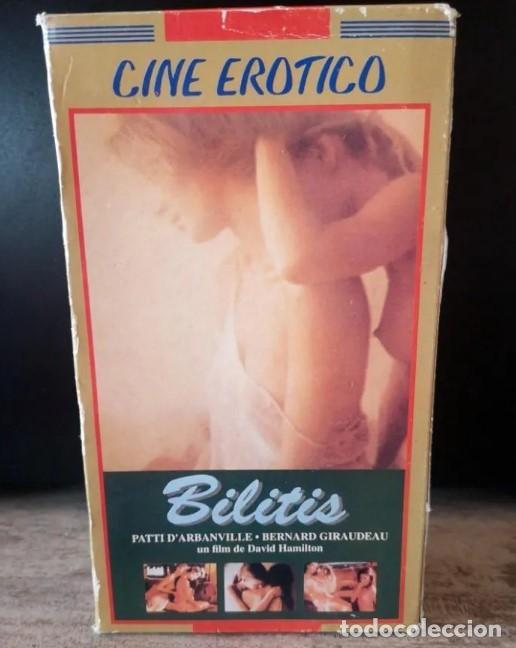 CINE EROTICO
Bilitis
PATTI D'ARBANVILLE • BERNARD GIRAUDEAU
un film de David Hamilton
todocoleccion